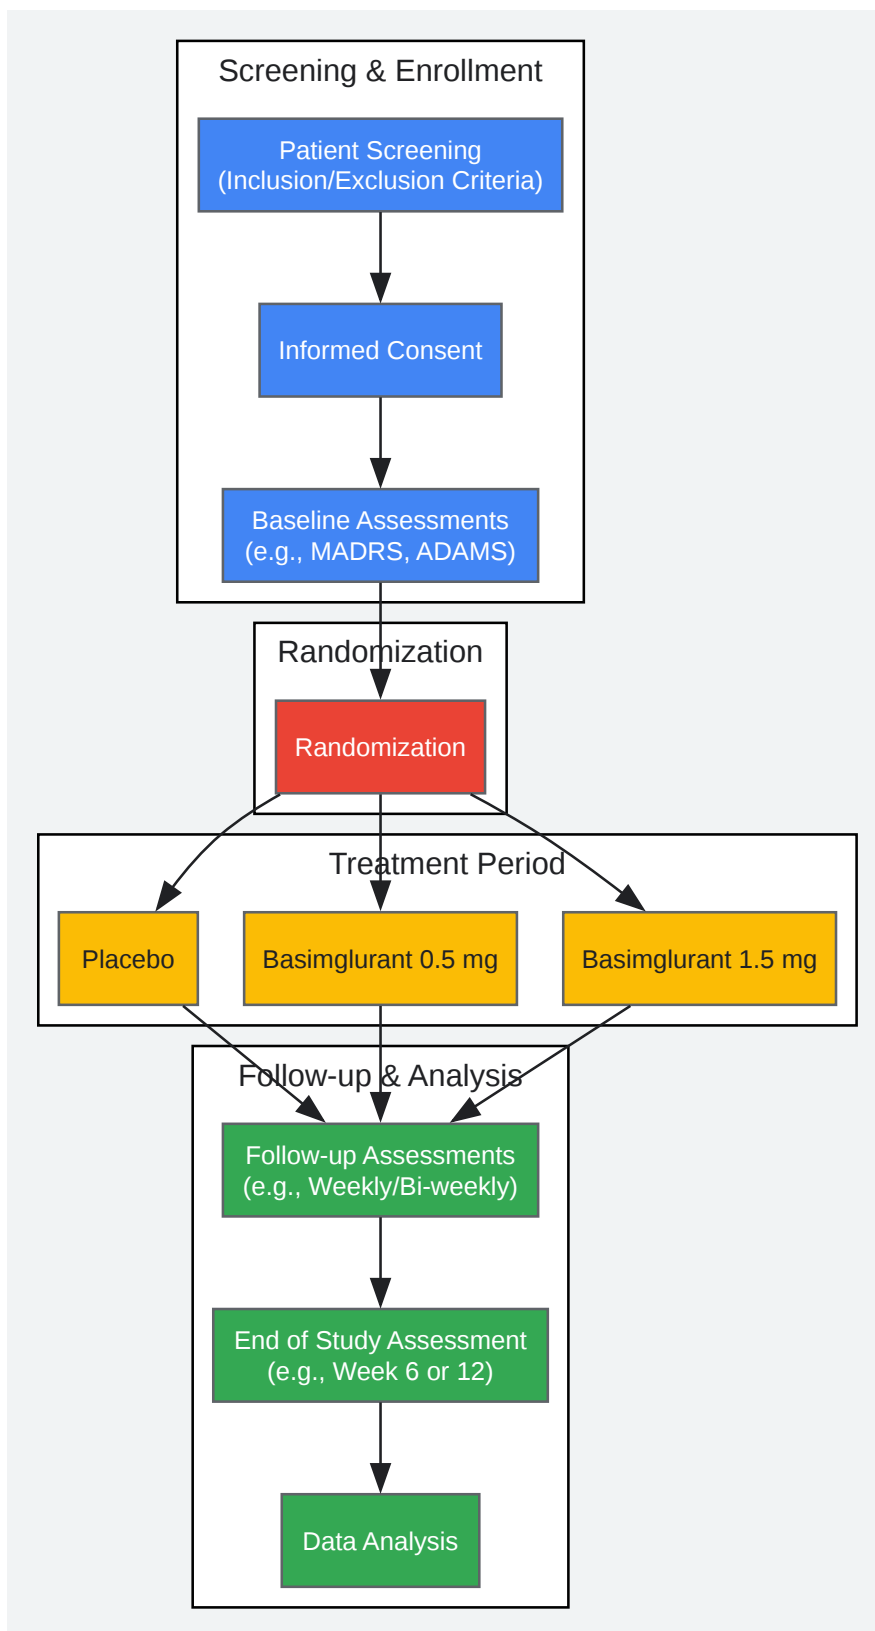 Screening & Enrollment
Patient Screening
(Inclusion/Exclusion Criteria)
Informed Consent
Baseline Assessments
(e.g., MADRS, ADAMS)
Randomization
Randomization
Treatment Period
Placebo
Basimglurant 0.5 mg
Basimglurant 1.5 mg
Follow-up & Analysis
Follow-up Assessments
(e.g., Weekly/Bi-weekly)
End of Study Assessment
(e.g., Week 6 or 12)
Data Analysis